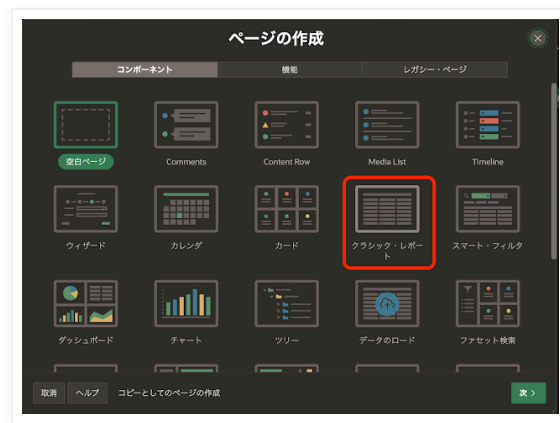 ページの作成
コンポーネント 機能 レガシー・ページ
空白ページ Comments Content Row Media List Timeline
ウィザード カレンダ カード クラシック・レポー
ト スマート・フィルタ
ダッシュボード チャート ツリー データのロード ファセット検索
取消 ヘルプ コピーとしてのページの作成 次 >